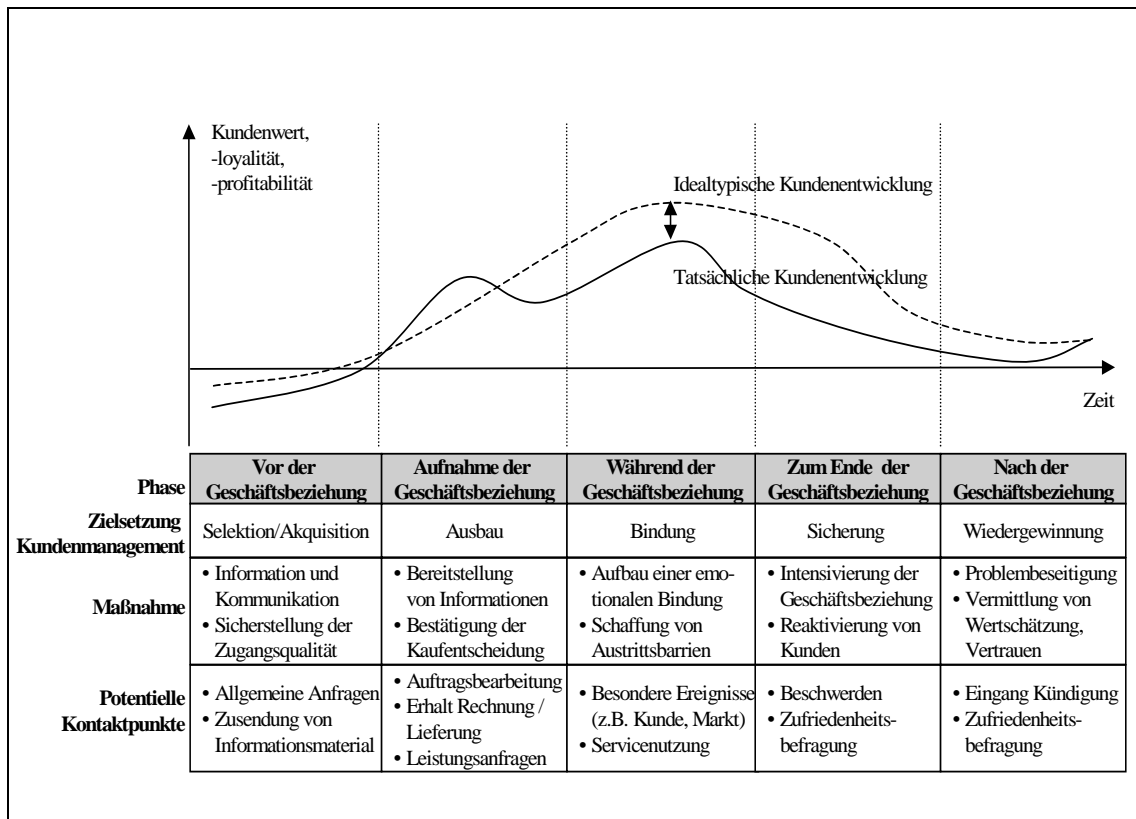 Kundenwert,
-loyalität,
-profitabilität
Idealtypische Kundenentwicklung
Tatsächliche Kundenentwicklung
Zeit
Phase
Vor der
Geschäftsbeziehung
Aufnahme der
Geschäftsbeziehung
Während der
Geschäftsbeziehung
Zum Ende der
Geschäftsbeziehung
Nach der
Geschäftsbeziehung
Zielsetzung
Kundenmanagement
Selektion/Akquisition
Ausbau
Bindung
Sicherung
Wiedergewinnung
Maßnahme
• Information und
Kommunikation
• Sicherstellung der
Zugangsqualität
• Bereitstellung
von Informationen
• Bestätigung der
Kaufentscheidung
• Aufbau einer emo-
tionalen Bindung
• Schaffung von
Austrittsbarrien
• Intensivierung der
Geschäftsbeziehung
• Reaktivierung von
Kunden
• Problembeseitigung
• Vermittlung von
Wertschätzung,
Vertrauen
Potentielle
Kontaktpunkte
• Allgemeine Anfragen
• Zusendung von
Informationsmaterial
• Auftragsbearbeitung
• Erhalt Rechnung /
Lieferung
• Leistungsanfragen
• Besondere Ereignisse
(z.B. Kunde, Markt)
• Servicenutzung
• Beschwerden
• Zufriedenheits-
befragung
• Eingang Kündigung
• Zufriedenheits-
befragung